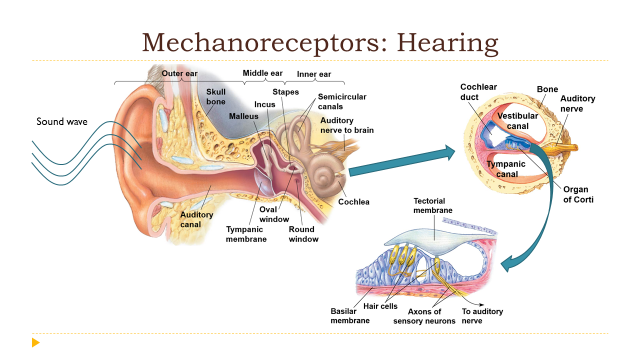 Mechanoreceptors: Hearing
Outer ear
Middle ear
Inner ear
Skull
bone
Stapes
Incus
Malleus
Semicircular
canals
Auditory
nerve to brain
Sound wave
Auditory
canal
Tympanic
membrane
Oval
window
Round
window
Cochlea
Cochlear
duct
Bone
Auditory
nerve
Vestibular
canal
Tympanic
canal
Organ
of Corti
Tectorial
membrane
Basilar
membrane
Hair cells
Axons of
sensory neurons
To auditory
nerve